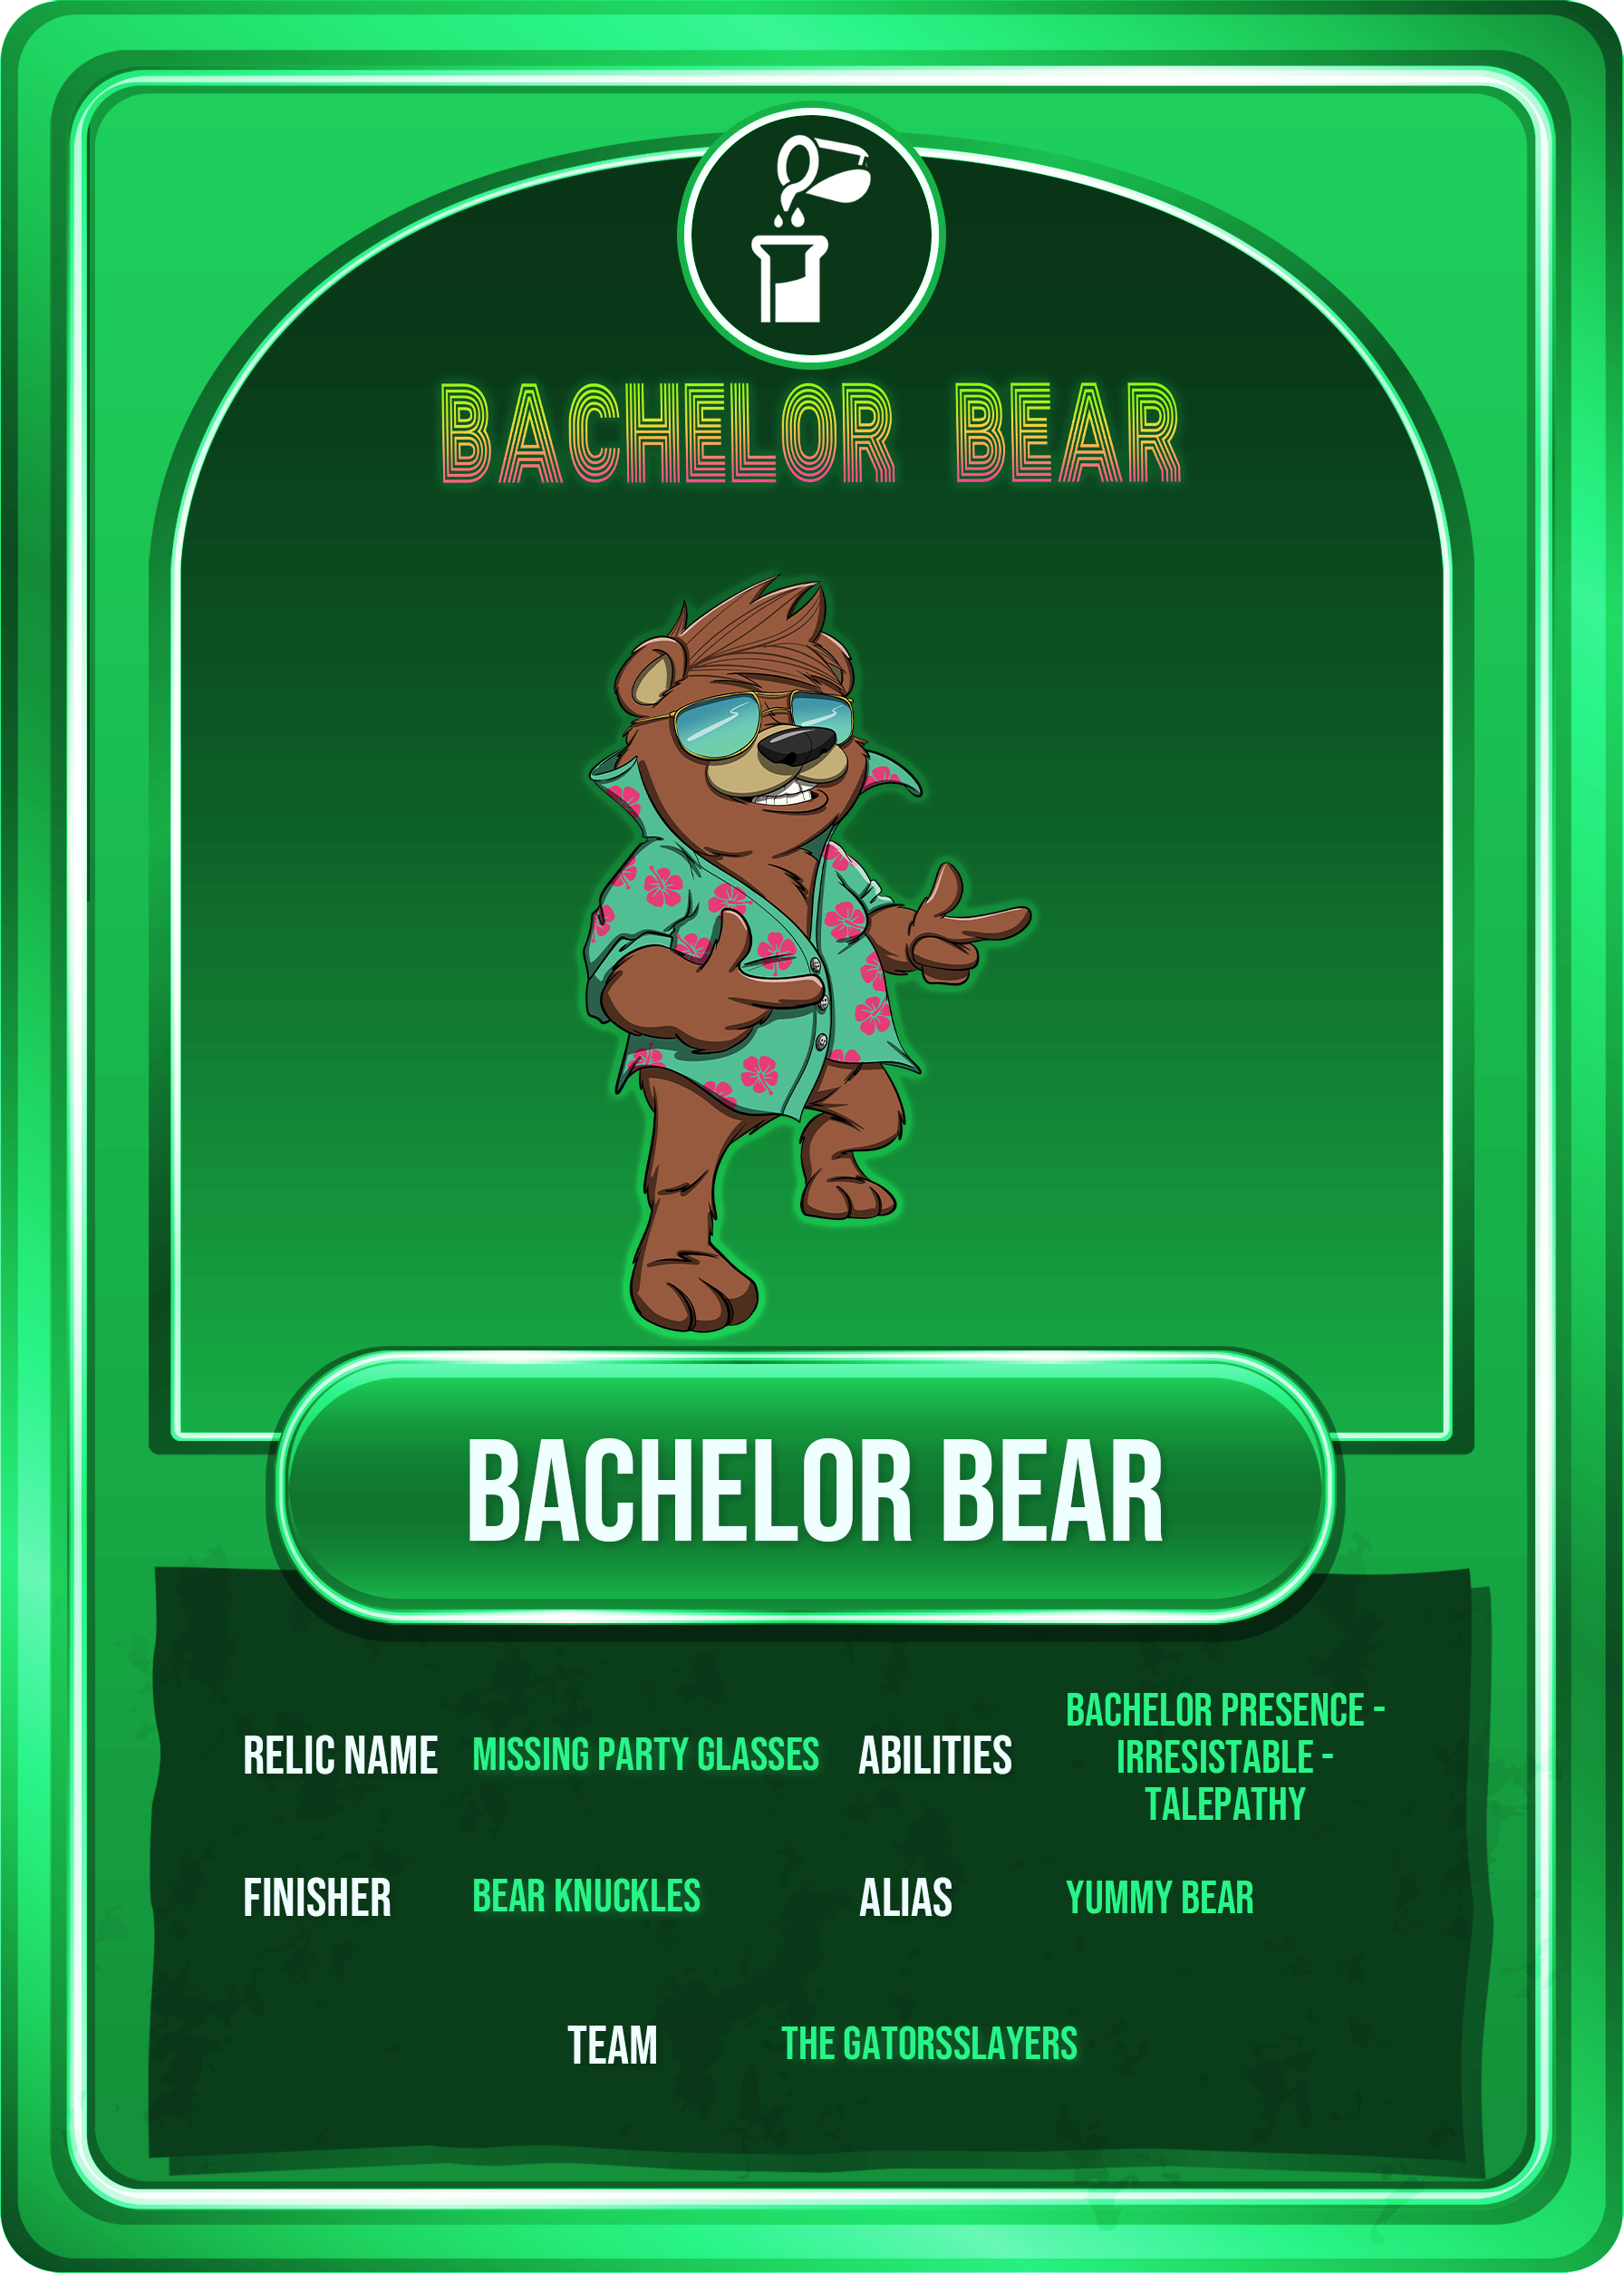 BACHELOR BEAR
BACHELOR BEAR
RELIC NAME
MISSING PARTY GLASSES
ABILITIES
BACHELOR PRESENCE -
IRRESISTABLE -
TALEPATHY
FINISHER
BEAR KNUCKLES
ALIAS
YUMMY BEAR
TEAM
THE GATORSSLAYERS